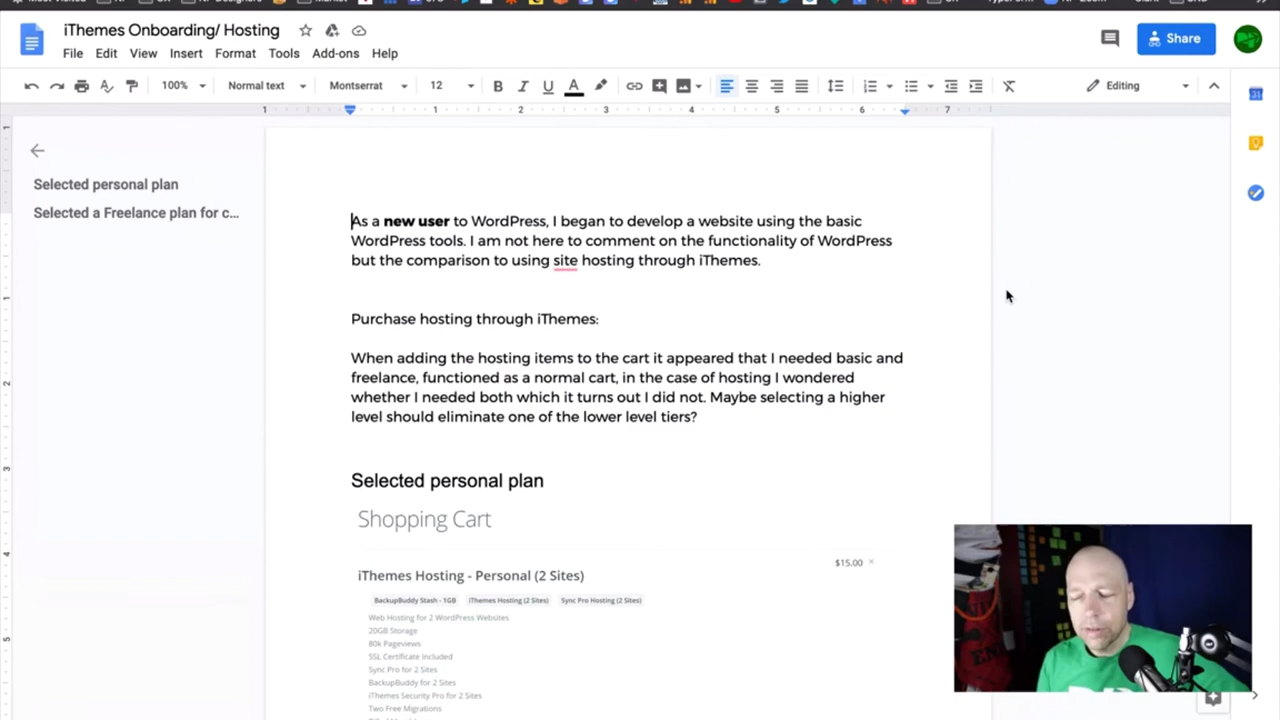 iThemes Onboarding/ Hosting
File Edit View Insert Format Tools Add-ons Help
Share
100% Normal text Montserrat 12 B I U A Editing
1 1 2 3 4 5 6 7
Selected personal plan
Selected a Freelance plan for c...
As a new user to WordPress, I began to develop a website using the basic
WordPress tools. I am not here to comment on the functionality of WordPress
but the comparison to using site hosting through iThemes.
Purchase hosting through iThemes:
When adding the hosting items to the cart it appeared that I needed basic and
freelance, functioned as a normal cart, in the case of hosting I wondered
whether I needed both which it turns out I did not. Maybe selecting a higher
level should eliminate one of the lower level tiers?
Selected personal plan
Shopping Cart
$15.00 ×
iThemes Hosting - Personal (2 Sites)
BackupBuddy Stash - 1GB iThemes Hosting (2 Sites) Sync Pro Hosting (2 Sites)
Web Hosting for 2 WordPress Websites
20GB Storage
80k Pageviews
SSL Certificate Included
Sync Pro for 2 Sites
BackupBuddy for 2 Sites
iThemes Security Pro for 2 Sites
Two Free Migrations